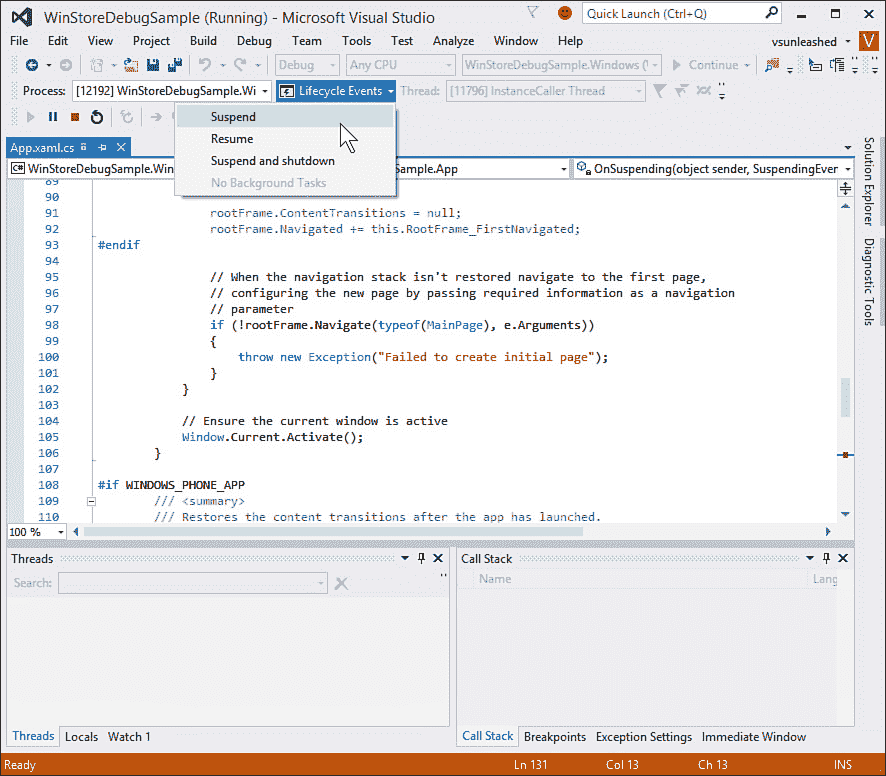 WinStoreDebugSample (Running) - Microsoft Visual Studio
Quick Launch (Ctrl+Q)
File Edit View Project Build Debug Team Tools Test Analyze Window Help vsunleashed V
Debug Any CPU WinStoreDebugSample.Windows ( Continue
Process: [12192] WinStoreDebugSample.Wi Lifecycle Events Thread: [11796] InstanceCaller Thread
Suspend
Resume
Suspend and shutdown
No Background Tasks
App.xaml.cs
C# WinStoreDebugSample.Win Sample.App OnSuspending(object sender, SuspendingEver
Solution Explorer
Diagnostic Tools
89
90
91 rootFrame.ContentTransitions = null;
92 rootFrame.Navigated += this.RootFrame_FirstNavigated;
93 #endif
94
95 // When the navigation stack isn't restored navigate to the first page,
96 // configuring the new page by passing required information as a navigation
97 // parameter
98 if (!rootFrame.Navigate(typeof(MainPage), e.Arguments))
99 {
100 throw new Exception("Failed to create initial page");
101 }
102 }
103
104 // Ensure the current window is active
105 Window.Current.Activate();
106 }
107
108 #if WINDOWS_PHONE_APP
109 /// <summary>
110 /// Restores the content transitions after the app has launched.
100 %
Threads
Search:
Threads Locals Watch 1
Call Stack
Name Lang
Call Stack Breakpoints Exception Settings Immediate Window
Ready Ln 131 Col 13 Ch 13 INS